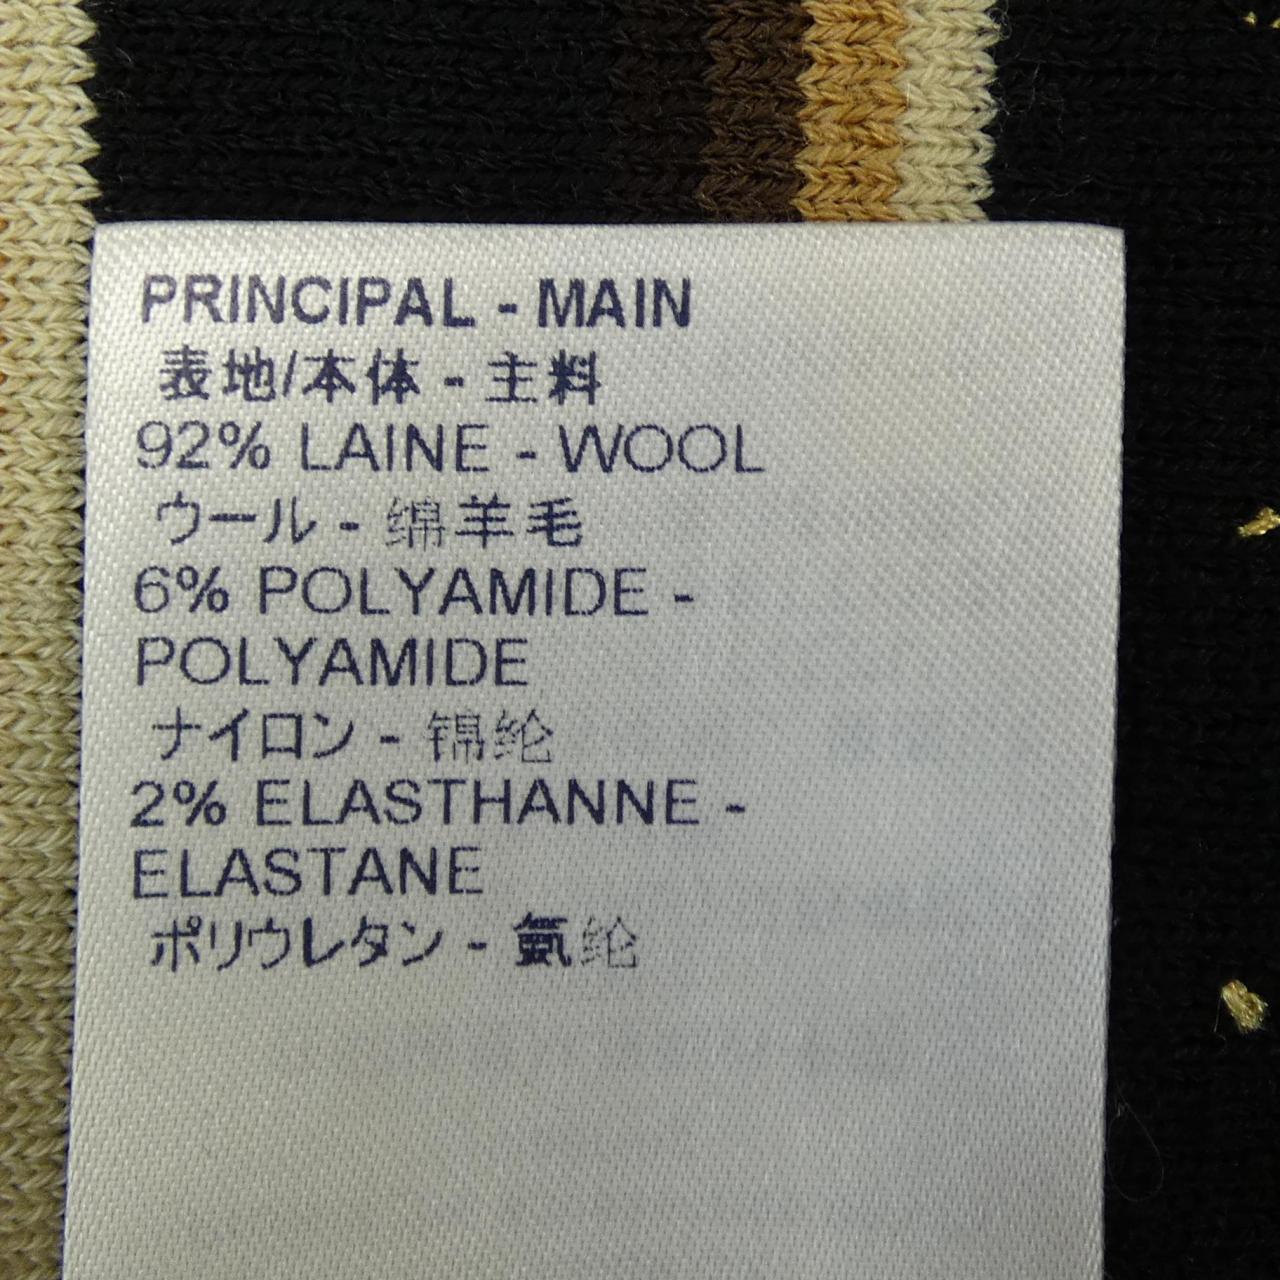 PRINCIPAL - MAIN
表地/本体 - 主料
92% LAINE - WOOL
ウール - 绵羊毛
6% POLYAMIDE -
POLYAMIDE
ナイロン - 锦纶
2% ELASTHANNE -
ELASTANE
ポリウレタン - 氨纶